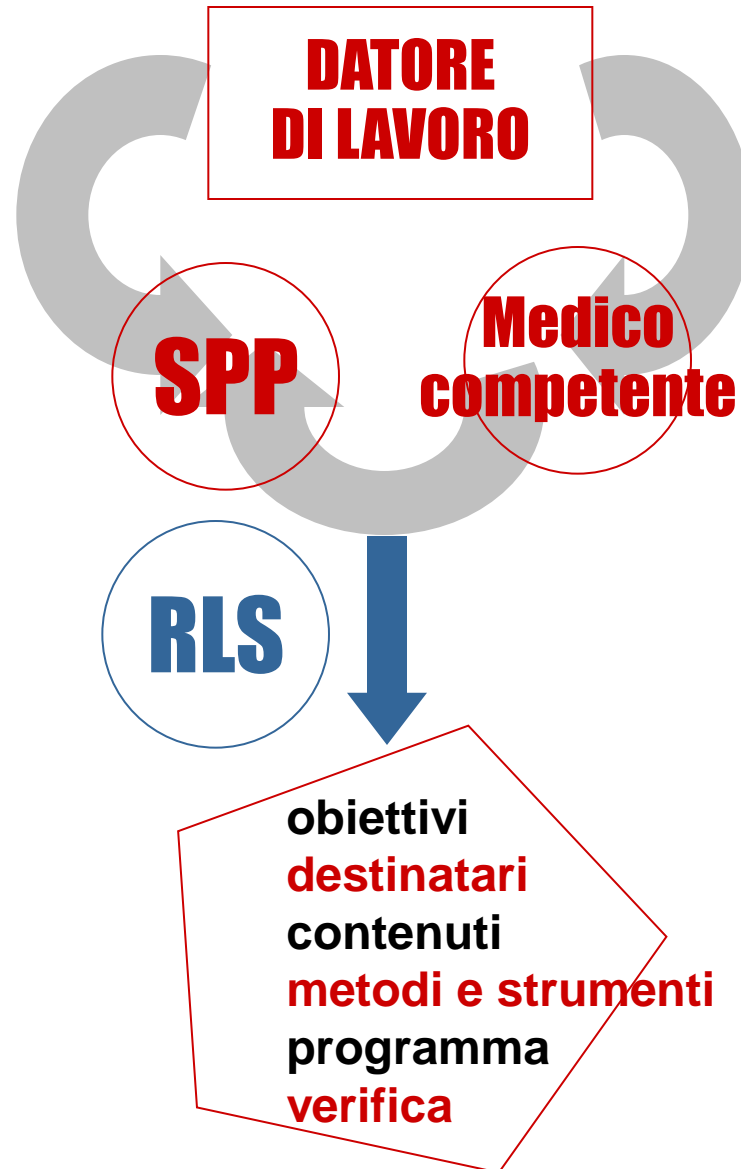 DATORE
DI LAVORO
SPP
Medico
competente
RLS
obiettivi
destinatari
contenuti
metodi e strumenti
programma
verifica